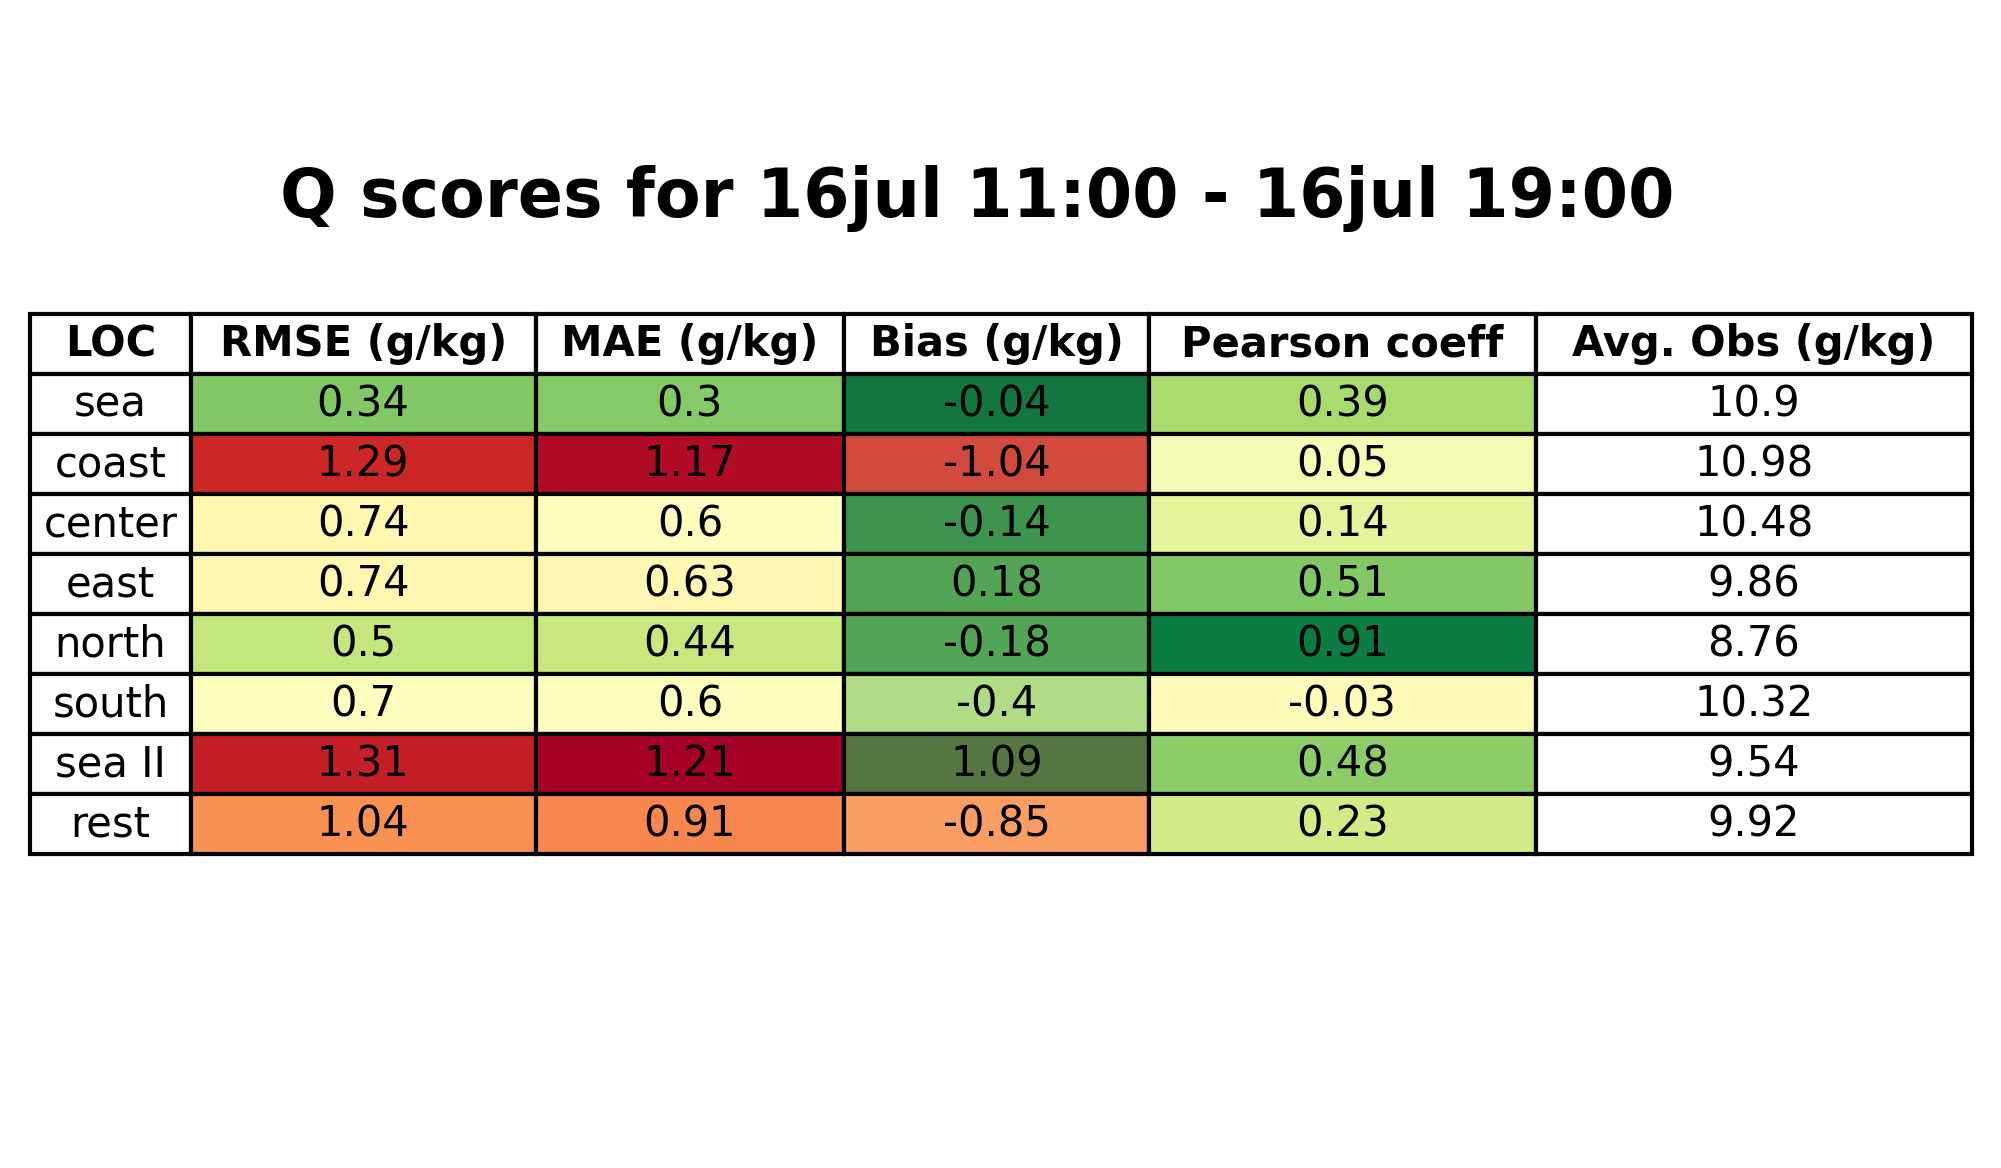 Q scores for 16jul 11:00 - 16jul 19:00
LOC RMSE (g/kg) MAE (g/kg) Bias (g/kg) Pearson coeff Avg. Obs (g/kg)
sea 0.34 0.3 -0.04 0.39 10.9
coast 1.29 1.17 -1.04 0.05 10.98
center 0.74 0.6 -0.14 0.14 10.48
east 0.74 0.63 0.18 0.51 9.86
north 0.5 0.44 -0.18 0.91 8.76
south 0.7 0.6 -0.4 -0.03 10.32
sea II 1.31 1.21 1.09 0.48 9.54
rest 1.04 0.91 -0.85 0.23 9.92